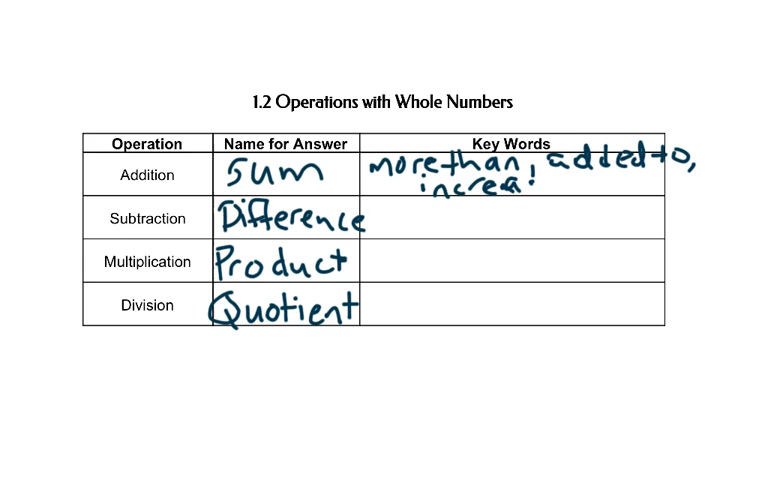 1.2 Operations with Whole Numbers
Operation Name for Answer Key Words
Addition Sum more than, added to,
increa
Subtraction Difference
Multiplication Product
Division Quotient